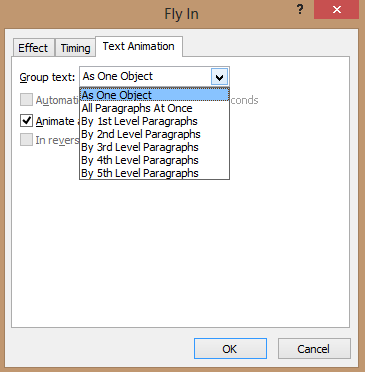 Fly In
?
Effect Timing Text Animation
Group text: As One Object
As One Object
Automati conds
All Paragraphs At Once
Animate a By 1st Level Paragraphs
By 2nd Level Paragraphs
In revers By 3rd Level Paragraphs
By 4th Level Paragraphs
By 5th Level Paragraphs
OK Cancel